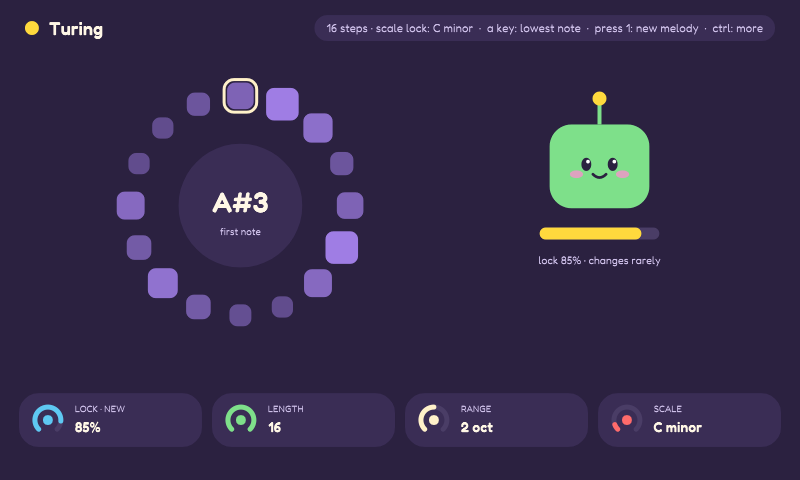 Turing
16 steps · scale lock: C minor · a key: lowest note · press 1: new melody · ctrl: more
A#3
first note
lock 85% · changes rarely
LOCK · NEW
85%
LENGTH
16
RANGE
2 oct
SCALE
C minor